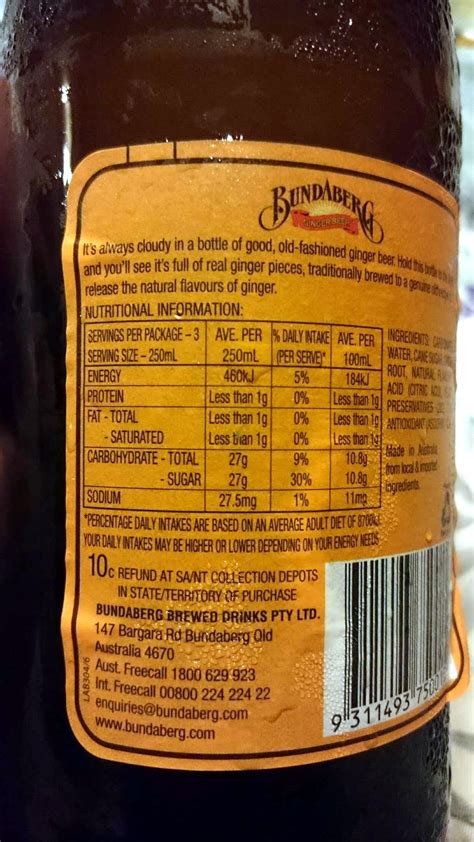 BUNDABERG
GINGER BEER
It's always cloudy in a bottle of good, old-fashioned ginger beer. Hold this bottle to the
and you'll see it's full of real ginger pieces, traditionally brewed to a genuine
release the natural flavours of ginger.
NUTRITIONAL INFORMATION:
SERVINGS PER PACKAGE – 3 AVE. PER % DAILY INTAKE AVE. PER
SERVING SIZE – 250mL 250mL (PER SERVE)* 100mL
ENERGY 460kJ 5% 184kJ
PROTEIN Less than 1g 0% Less than 1g
FAT - TOTAL Less than 1g 0% Less than 1g
- SATURATED Less than 1g 0% Less than 1g
CARBOHYDRATE - TOTAL 27g 9% 10.8g
- SUGAR 27g 30% 10.8g
SODIUM 27.5mg 1% 11mg
*PERCENTAGE DAILY INTAKES ARE BASED ON AN AVERAGE ADULT DIET OF 8700kJ.
YOUR DAILY INTAKES MAY BE HIGHER OR LOWER DEPENDING ON YOUR ENERGY NEEDS
INGREDIENTS:
WATER, CANE SUGAR,
ROOT, NATURAL
ACID (CITRIC ACID
PRESERVATIVES
ANTIOXIDANT
Made in Australia
from local & imported
ingredients.
10c REFUND AT SA/NT COLLECTION DEPOTS
IN STATE/TERRITORY OF PURCHASE
BUNDABERG BREWED DRINKS PTY LTD.
147 Bargara Rd Bundaberg Qld
Australia 4670
Aust. Freecall 1800 629 923
Int. Freecall 00800 224 224 22
enquiries@bundaberg.com
www.bundaberg.com
LAB304/6
9 311493 7500